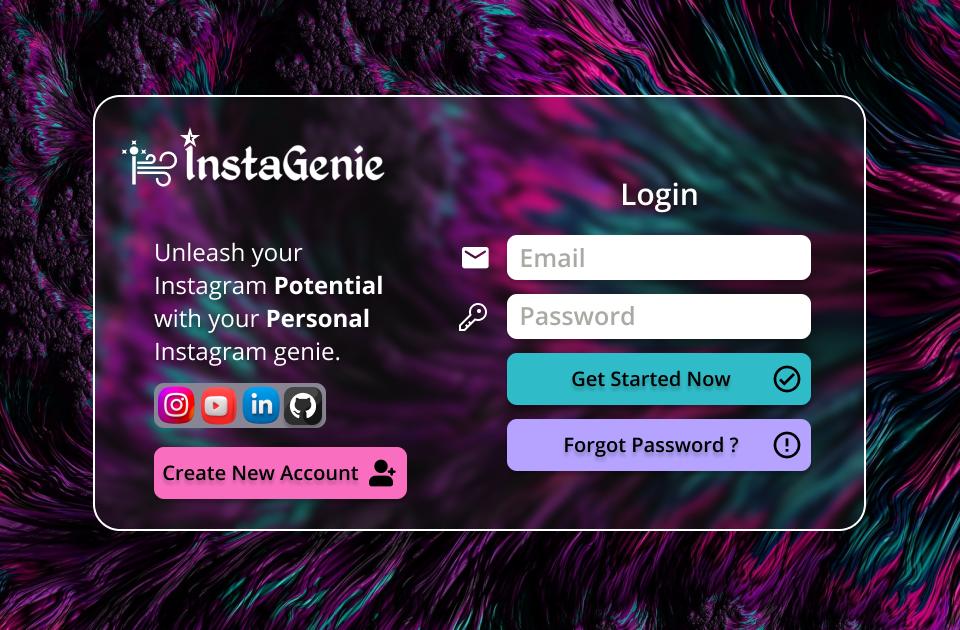 InstaGenie
Unleash your
Instagram Potential
with your Personal
Instagram genie.
in
Create New Account
Login
Email
Password
Get Started Now
Forgot Password ?